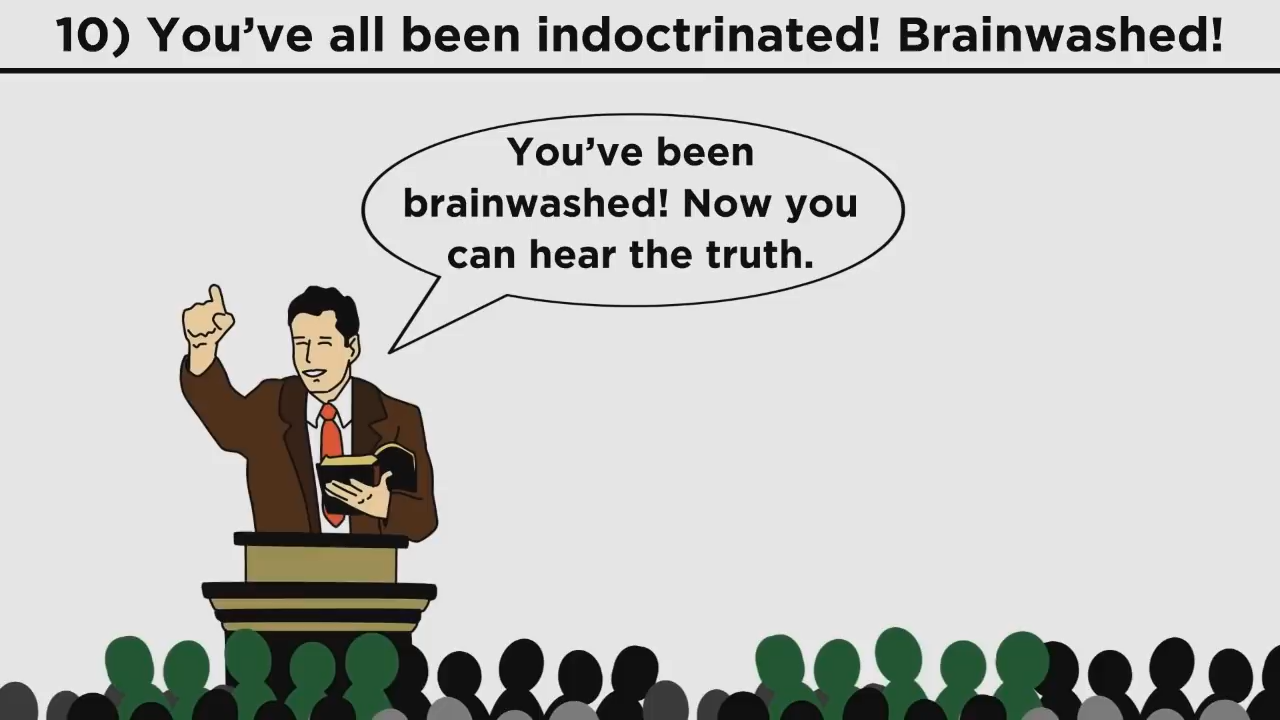 10) You’ve all been indoctrinated! Brainwashed!
You’ve been
brainwashed! Now you
can hear the truth.